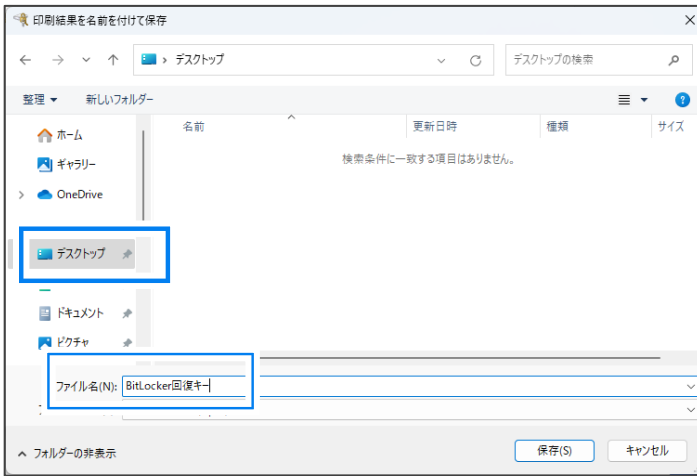 印刷結果を名前を付けて保存
デスクトップ
デスクトップの検索
整理 新しいフォルダー
名前 更新日時 種類 サイズ
検索条件に一致する項目はありません。
ホーム
ギャラリー
OneDrive
デスクトップ
ドキュメント
ピクチャ
ファイル名(N): BitLocker回復キー
フォルダーの非表示
保存(S) キャンセル